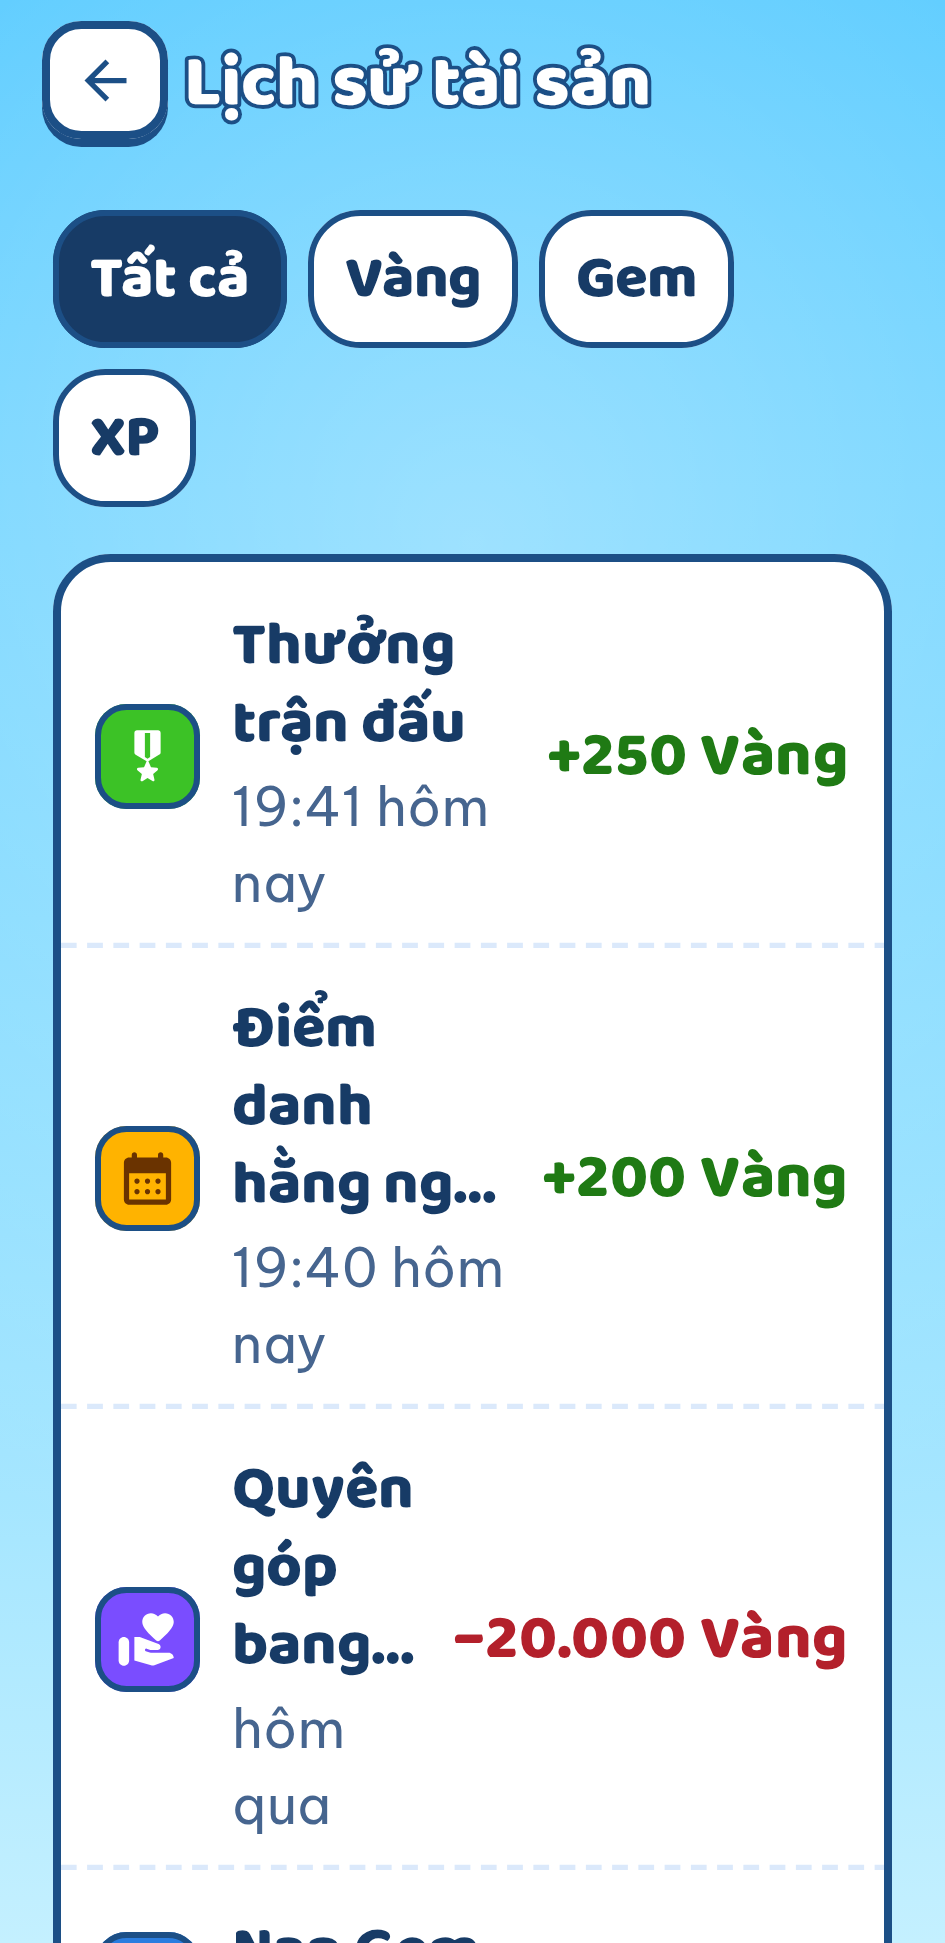 Lịch sử tài sản
Tất cả
Vàng
Gem
XP
Thưởng
trận đấu
19:41 hôm
nay
+250 Vàng
Điểm
danh
hằng ng...
19:40 hôm
nay
+200 Vàng
Quyên
góp
bang...
hôm
qua
−20.000 Vàng